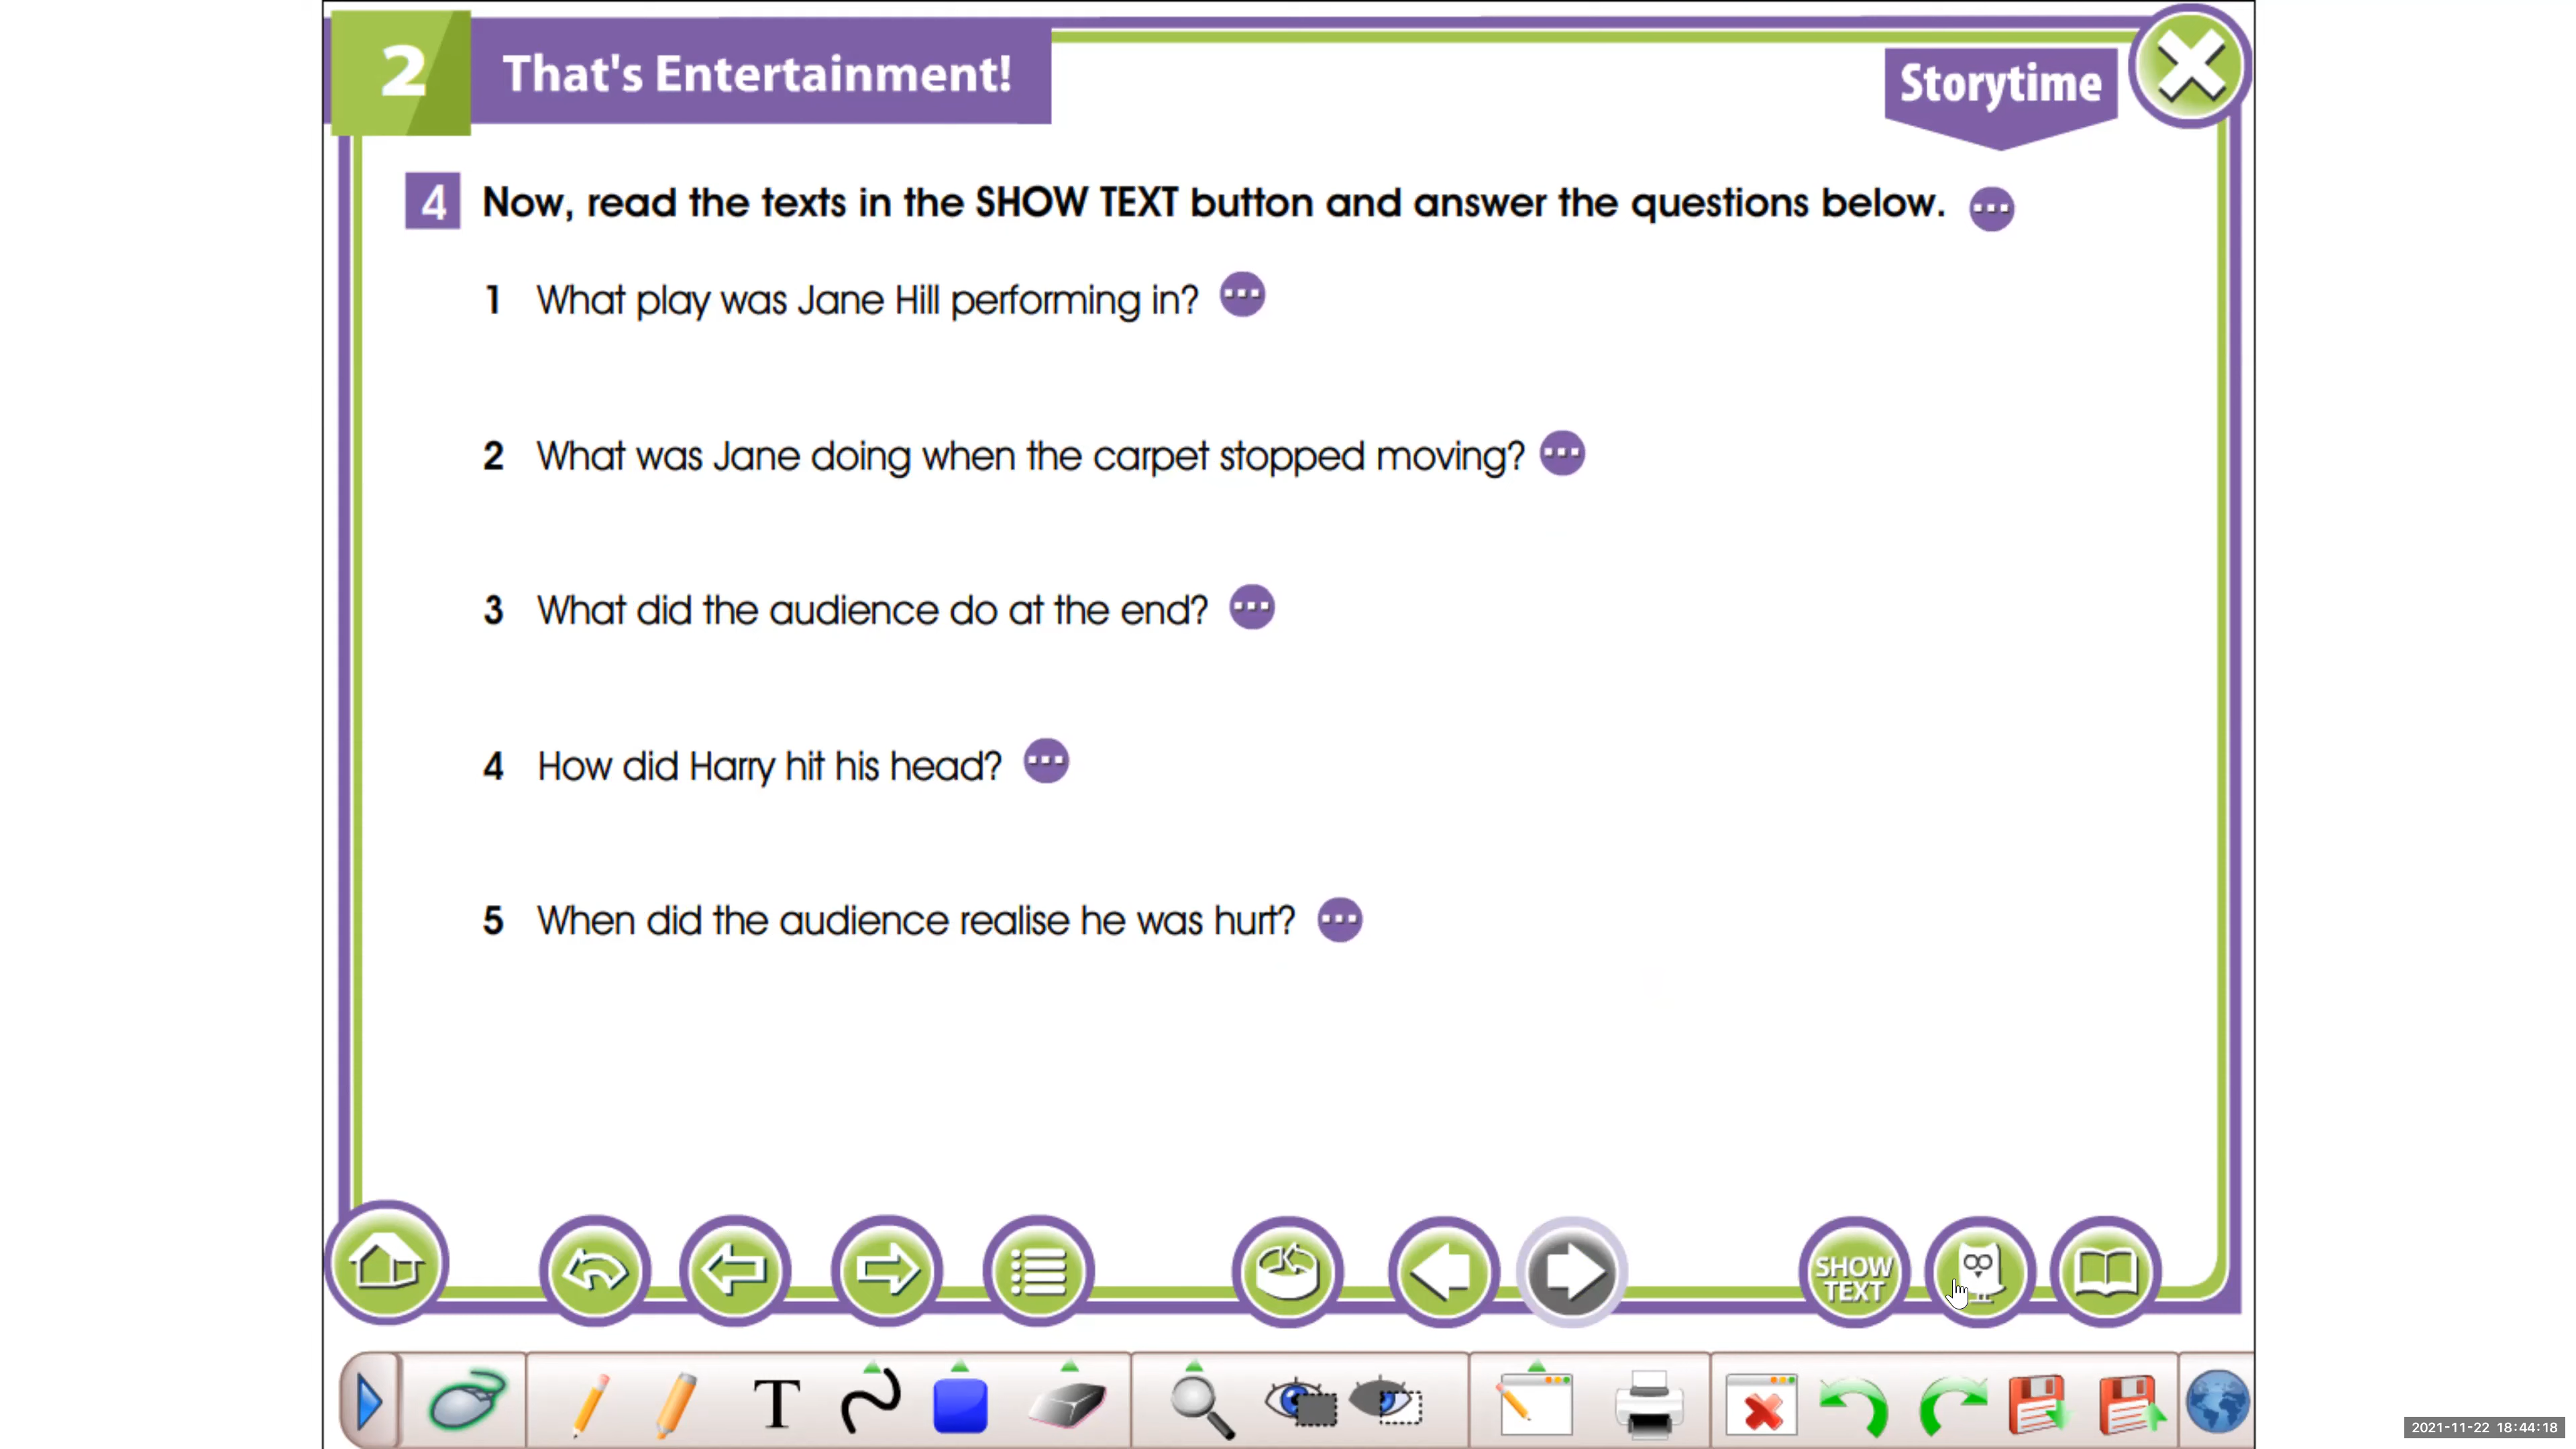 2 That's Entertainment!
Storytime
4 Now, read the texts in the SHOW TEXT button and answer the questions below.
1 What play was Jane Hill performing in?
2 What was Jane doing when the carpet stopped moving?
3 What did the audience do at the end?
4 How did Harry hit his head?
5 When did the audience realise he was hurt?
SHOW
TEXT
T
2021-11-22 18:44:18